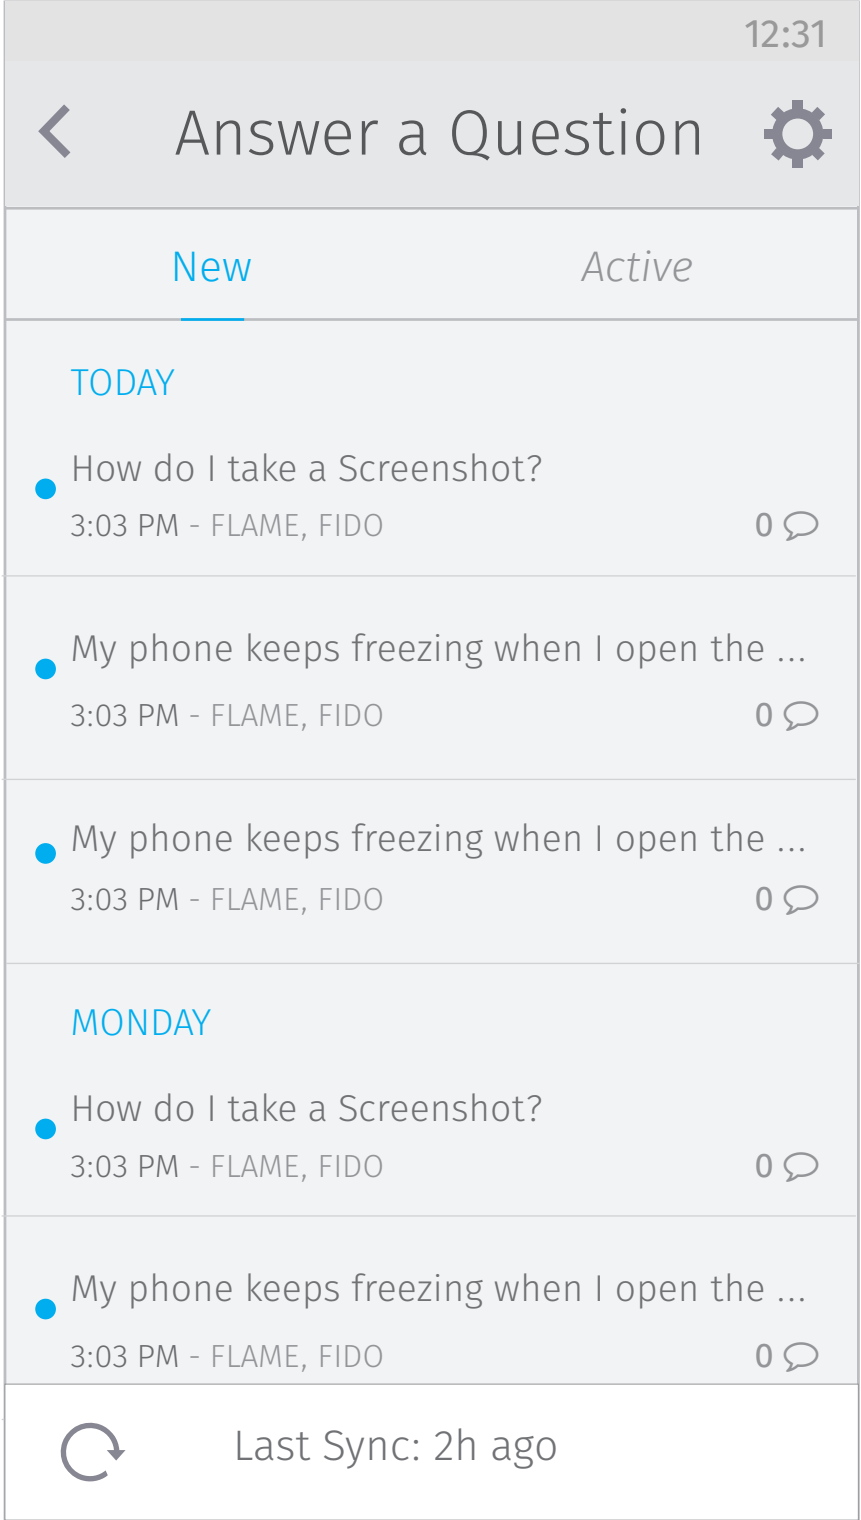 12:31
Answer a Question
New
Active
TODAY
How do I take a Screenshot?
3:03 PM - FLAME, FIDO
0
My phone keeps freezing when I open the ...
3:03 PM - FLAME, FIDO
0
My phone keeps freezing when I open the ...
3:03 PM - FLAME, FIDO
0
MONDAY
How do I take a Screenshot?
3:03 PM - FLAME, FIDO
0
My phone keeps freezing when I open the ...
3:03 PM - FLAME, FIDO
0
Last Sync: 2h ago